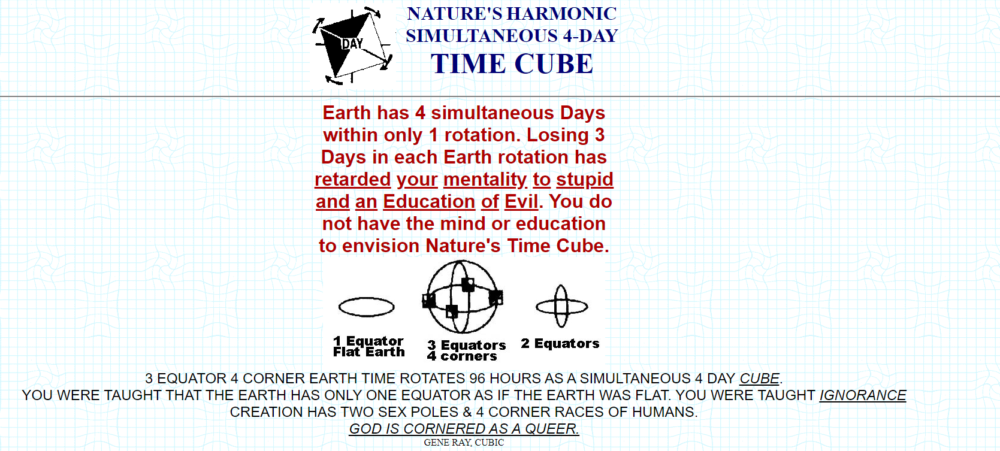 DAY
NATURE'S HARMONIC
SIMULTANEOUS 4-DAY
TIME CUBE
Earth has 4 simultaneous Days
within only 1 rotation. Losing 3
Days in each Earth rotation has
retarded your mentality to stupid
and an Education of Evil. You do
not have the mind or education
to envision Nature's Time Cube.
1 Equator
Flat Earth
3 Equators
4 corners
2 Equators
3 EQUATOR 4 CORNER EARTH TIME ROTATES 96 HOURS AS A SIMULTANEOUS 4 DAY CUBE.
YOU WERE TAUGHT THAT THE EARTH HAS ONLY ONE EQUATOR AS IF THE EARTH WAS FLAT. YOU WERE TAUGHT IGNORANCE
CREATION HAS TWO SEX POLES & 4 CORNER RACES OF HUMANS.
GOD IS CORNERED AS A QUEER.
GENE RAY, CUBIC